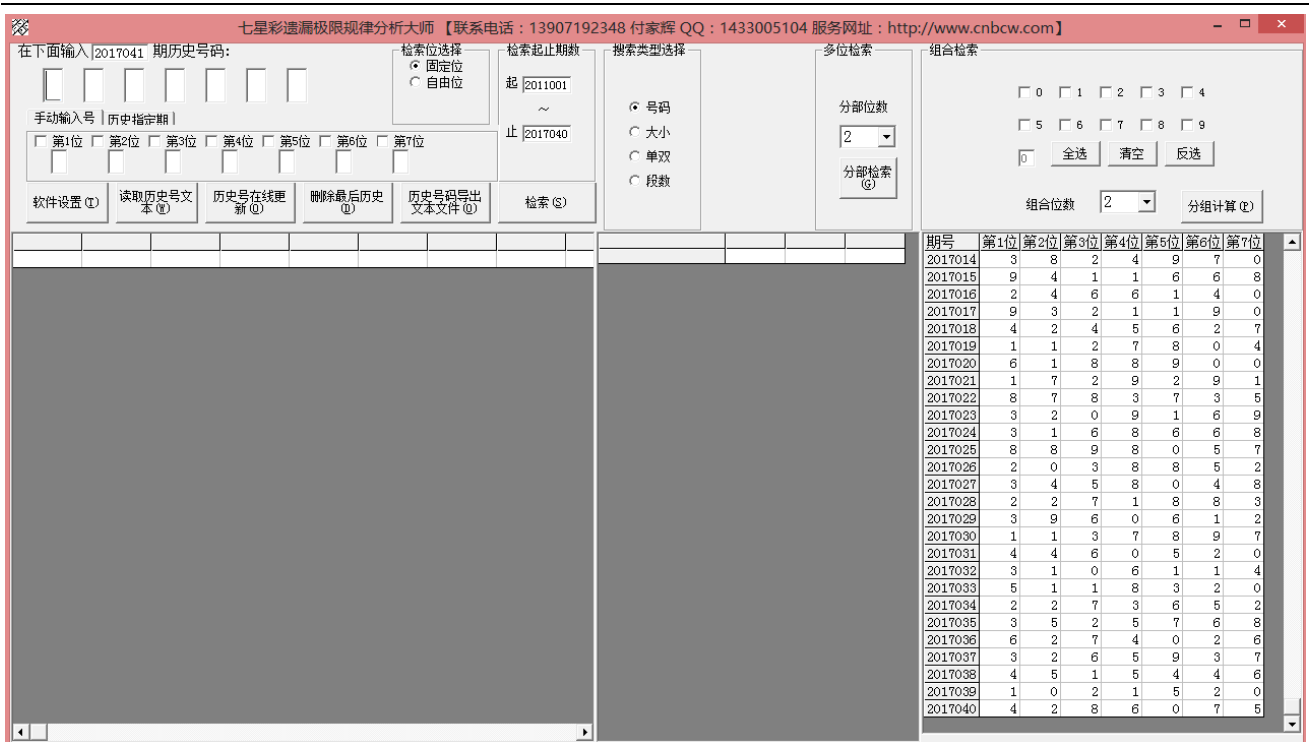 七星彩遗漏极限规律分析大师 【联系电话：13907192348 付家辉 QQ：1433005104 服务网址：http://www.cnbcw.com】
在下面输入 2017041 期历史号码:
手动输入号 历史指定期
第1位 第2位 第3位 第4位 第5位 第6位 第7位
软件设置(T) 读取历史号文本(W) 历史号在线更新(U) 删除最后历史(D) 历史号码导出文本文件(O)
检索位选择
固定位
自由位
检索起止期数
起 2011001
～
止 2017040
检索(S)
搜索类型选择
号码
大小
单双
段数
多位检索
分部位数
2
分部检索(G)
组合检索
0 1 2 3 4
5 6 7 8 9
0 全选 清空 反选
组合位数 2 分组计算(E)
期号 第1位 第2位 第3位 第4位 第5位 第6位 第7位
2017014 3 8 2 4 9 7 0
2017015 9 4 1 1 6 6 8
2017016 2 4 6 6 1 4 0
2017017 9 3 2 1 1 9 0
2017018 4 2 4 5 6 2 7
2017019 1 1 2 7 8 0 4
2017020 6 1 8 8 9 0 0
2017021 1 7 2 9 2 9 1
2017022 8 7 8 3 7 3 5
2017023 3 2 0 9 1 6 9
2017024 3 1 6 8 6 6 8
2017025 8 8 9 8 0 5 7
2017026 2 0 3 8 8 5 2
2017027 3 4 5 8 0 4 8
2017028 2 2 7 1 8 8 3
2017029 3 9 6 0 6 1 2
2017030 1 1 3 7 8 9 7
2017031 4 4 6 0 5 2 0
2017032 3 1 0 6 1 1 4
2017033 5 1 1 8 3 2 0
2017034 2 2 7 3 6 5 2
2017035 3 5 2 5 7 6 8
2017036 6 2 7 4 0 2 6
2017037 3 2 6 5 9 3 7
2017038 4 5 1 5 4 4 6
2017039 1 0 2 1 5 2 0
2017040 4 2 8 6 0 7 5